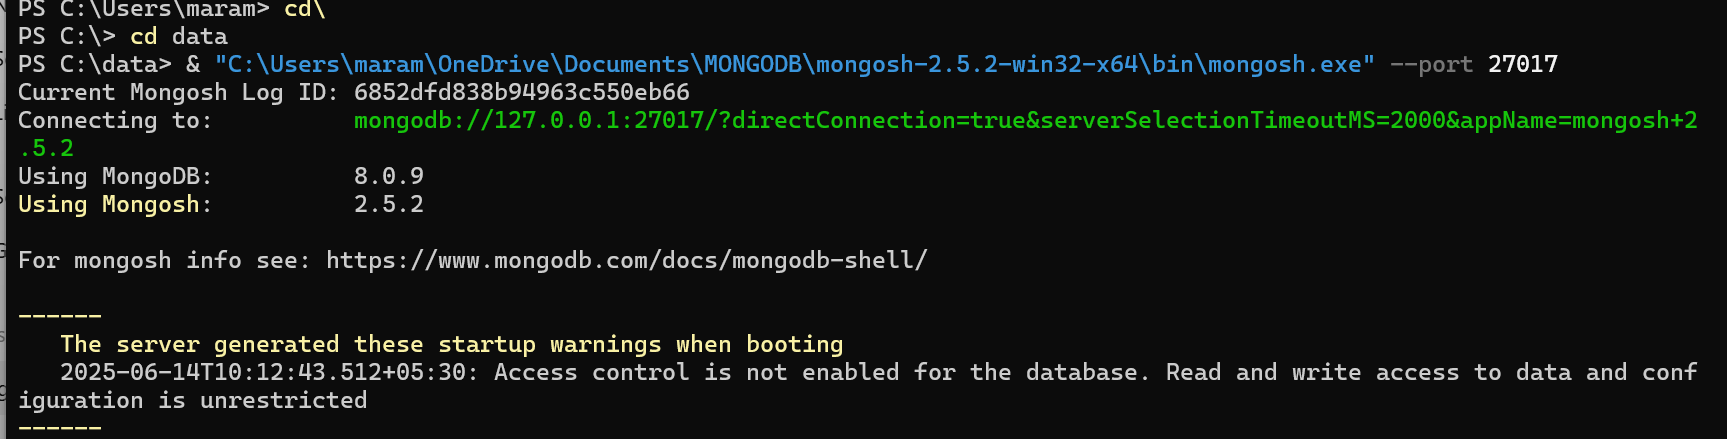 PS C:\Users\maram> cd\
PS C:\> cd data
PS C:\data> & "C:\Users\maram\OneDrive\Documents\MONGODB\mongosh-2.5.2-win32-x64\bin\mongosh.exe" --port 27017
Current Mongosh Log ID: 6852dfd838b94963c550eb66
Connecting to:          mongodb://127.0.0.1:27017/?directConnection=true&serverSelectionTimeoutMS=2000&appName=mongosh+2
.5.2
Using MongoDB:          8.0.9
Using Mongosh:          2.5.2
For mongosh info see: https://www.mongodb.com/docs/mongodb-shell/
------
The server generated these startup warnings when booting
2025-06-14T10:12:43.512+05:30: Access control is not enabled for the database. Read and write access to data and conf
iguration is unrestricted
------